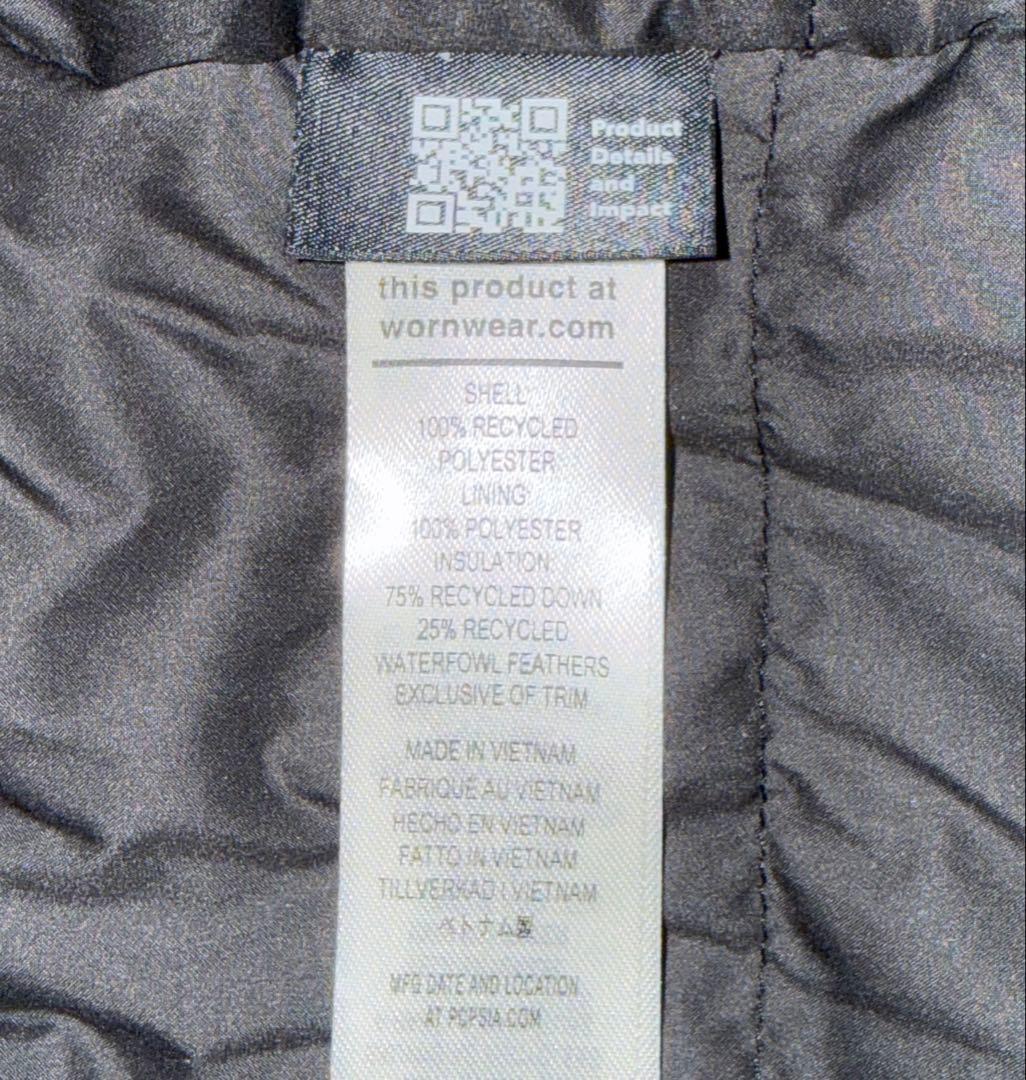 Product
Details
and
Impact
this product at
wornwear.com
SHELL:
100% RECYCLED
POLYESTER
LINING:
100% POLYESTER
INSULATION:
75% RECYCLED DOWN
25% RECYCLED
WATERFOWL FEATHERS
EXCLUSIVE OF TRIM
MADE IN VIETNAM
FABRIQUÉ AU VIETNAM
HECHO EN VIETNAM
FATTO IN VIETNAM
TILLVERKAD I VIETNAM
ベトナム製
MFG DATE AND LOCATION
AT PCPSIA.COM